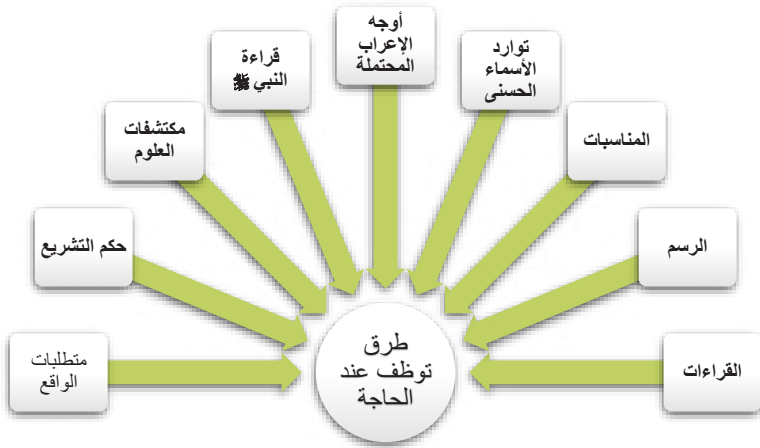 القراءات
الرسم
المناسبات
توارد
الأسماء
الحسنى
أوجه
الإعراب
المحتملة
قراءة
النبي ﷺ
مكتشفات
العلوم
حكم التشريع
متطلبات
الواقع
طرق
توظف عند
الحاجة